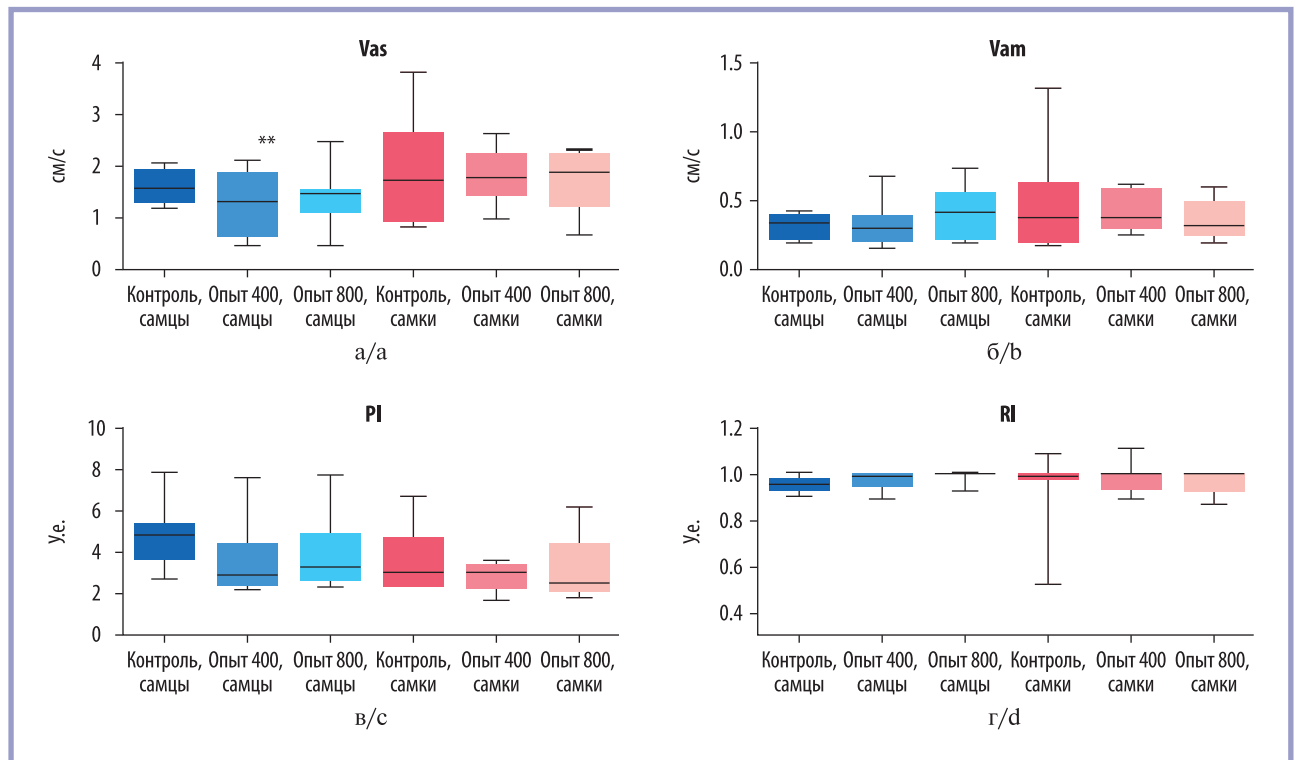 Vas
4
3
2
1
0
см/с
**
Контроль, самцы
Опыт 400, самцы
Опыт 800, самцы
Контроль, самки
Опыт 400 самки
Опыт 800, самки
а/a
Vam
1.5
1.0
0.5
0.0
см/с
Контроль, самцы
Опыт 400, самцы
Опыт 800, самцы
Контроль, самки
Опыт 400 самки
Опыт 800, самки
б/b
PI
10
8
6
4
2
0
У.е.
Контроль, самцы
Опыт 400, самцы
Опыт 800, самцы
Контроль, самки
Опыт 400 самки
Опыт 800, самки
в/c
RI
1.2
1.0
0.8
0.6
0.4
У.е.
Контроль, самцы
Опыт 400, самцы
Опыт 800, самцы
Контроль, самки
Опыт 400 самки
Опыт 800, самки
г/d